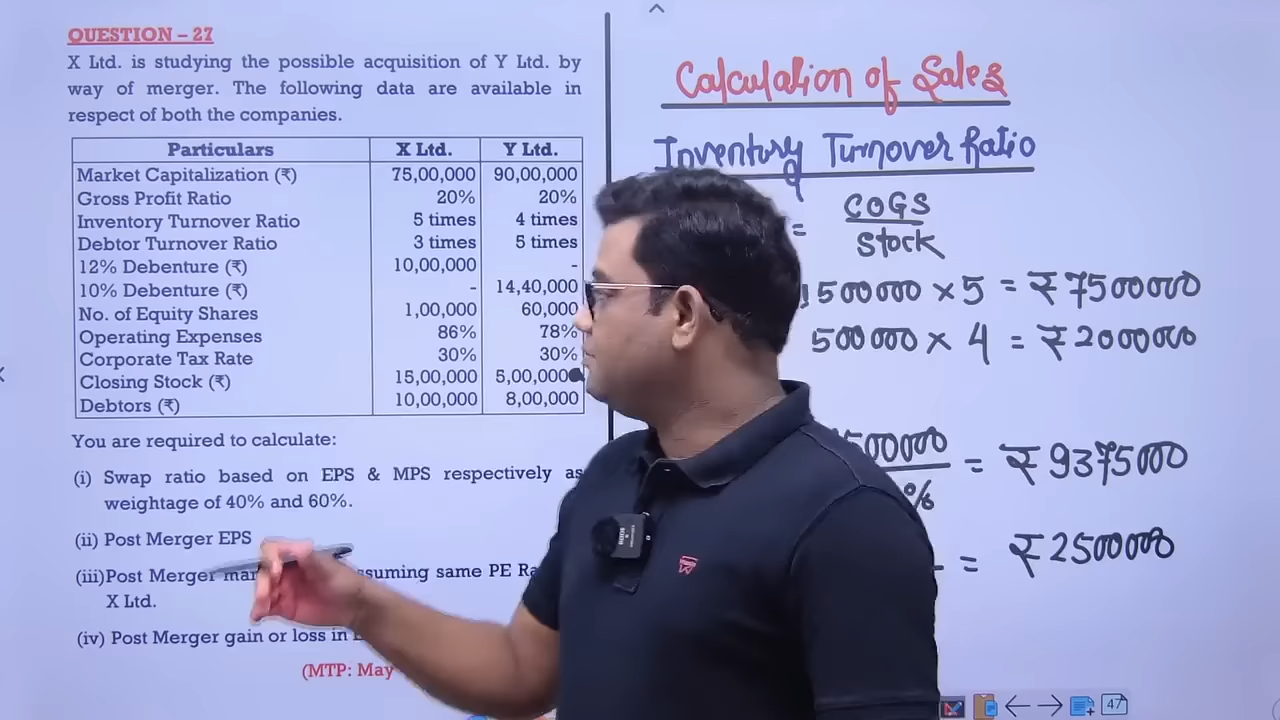 QUESTION – 27
X Ltd. is studying the possible acquisition of Y Ltd. by
way of merger. The following data are available in
respect of both the companies.
Particulars X Ltd. Y Ltd.
Market Capitalization (₹) 75,00,000 90,00,000
Gross Profit Ratio 20% 20%
Inventory Turnover Ratio 5 times 4 times
Debtor Turnover Ratio 3 times 5 times
12% Debenture (₹) 10,00,000 -
10% Debenture (₹) - 14,40,000
No. of Equity Shares 1,00,000 60,000
Operating Expenses 86% 78%
Corporate Tax Rate 30% 30%
Closing Stock (₹) 15,00,000 5,00,000
Debtors (₹) 10,00,000 8,00,000
You are required to calculate:
(i) Swap ratio based on EPS & MPS respectively as
weightage of 40% and 60%.
(ii) Post Merger EPS
(iii) Post Merger assuming same PE
X Ltd.
(iv) Post Merger gain or loss in
(MTP: May
Calculation of Sales
Inventory Turnover Ratio
= COGS
Stock
1500000 × 5 = ₹ 7500000
500000 × 4 = ₹ 2000000
500000 = ₹ 9375000
%
= ₹ 2500000
47